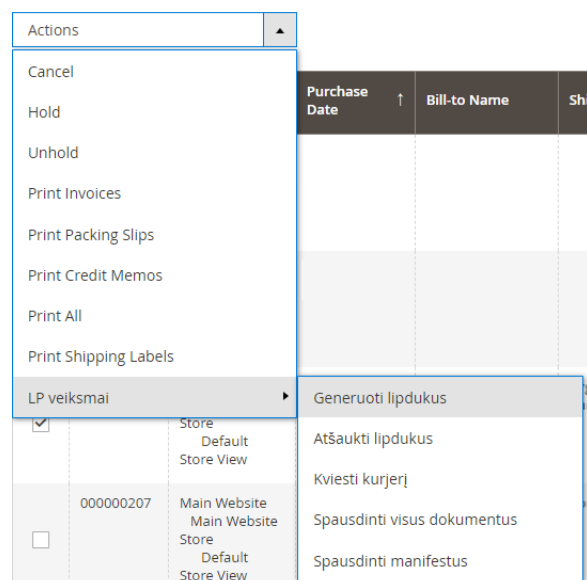 Actions
Cancel
Hold
Unhold
Print Invoices
Print Packing Slips
Print Credit Memos
Print All
Print Shipping Labels
LP veiksmai
Generuoti lipdukus
Atšaukti lipdukus
Kviesti kurjerį
Spausdinti visus dokumentus
Spausdinti manifestus
Purchase
Date ↑
Bill-to Name
Store
Default
Store View
000000207
Main Website
Main Website
Store
Default
Store View